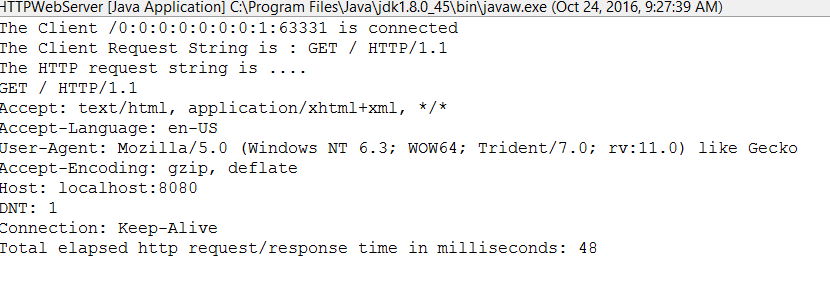 HTTPWebServer [Java Application] C:\Program Files\Java\jdk1.8.0_45\bin\javaw.exe (Oct 24, 2016, 9:27:39 AM)
The Client /0:0:0:0:0:0:0:1:63331 is connected
The Client Request String is : GET / HTTP/1.1
The HTTP request string is ....
GET / HTTP/1.1
Accept: text/html, application/xhtml+xml, */*
Accept-Language: en-US
User-Agent: Mozilla/5.0 (Windows NT 6.3; WOW64; Trident/7.0; rv:11.0) like Gecko
Accept-Encoding: gzip, deflate
Host: localhost:8080
DNT: 1
Connection: Keep-Alive
Total elapsed http request/response time in milliseconds: 48